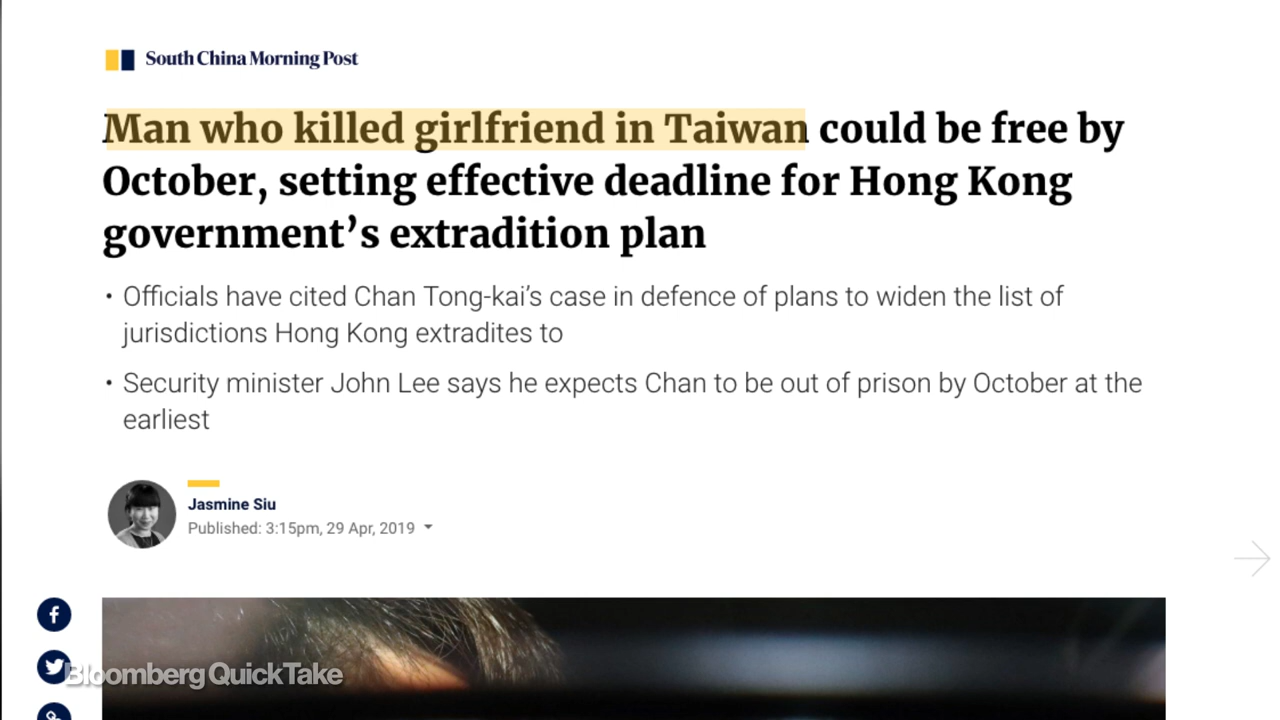 South China Morning Post
Man who killed girlfriend in Taiwan could be free by
October, setting effective deadline for Hong Kong
government’s extradition plan
• Officials have cited Chan Tong-kai’s case in defence of plans to widen the list of
jurisdictions Hong Kong extradites to
• Security minister John Lee says he expects Chan to be out of prison by October at the
earliest
Jasmine Siu
Published: 3:15pm, 29 Apr, 2019
Bloomberg QuickTake